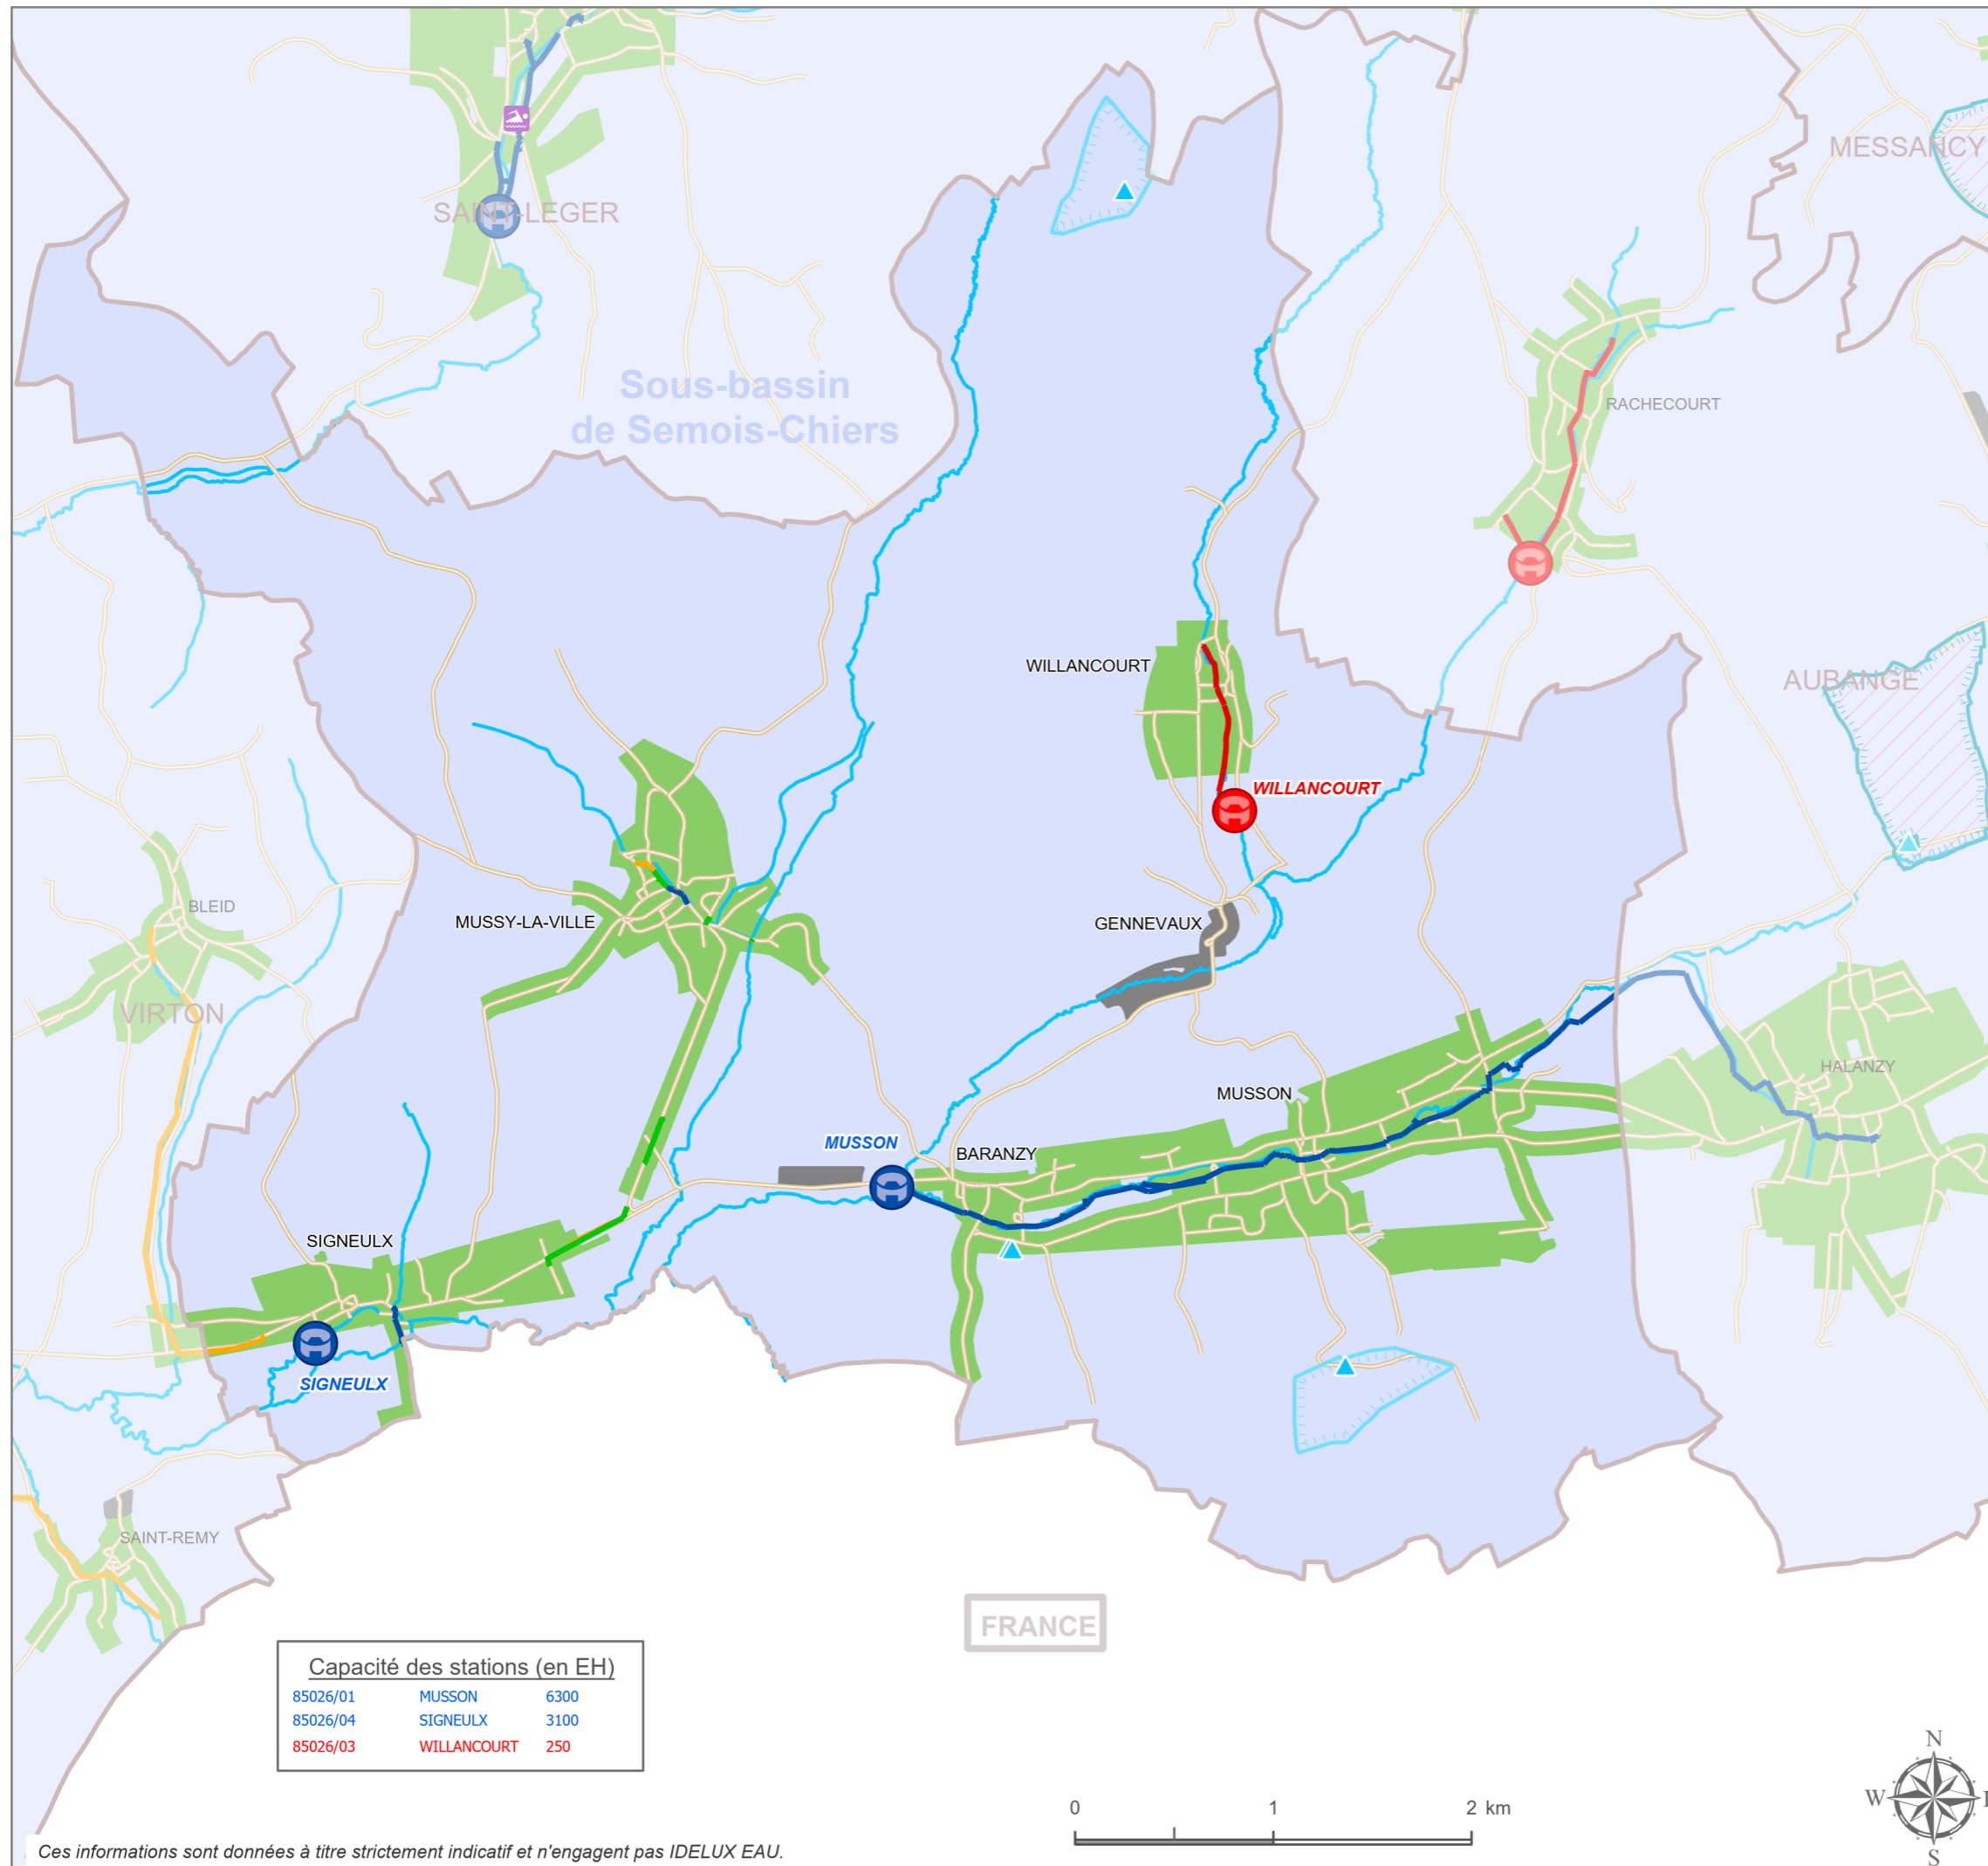 MESSANCY
SAINT-LEGER
Sous-bassin
de Semois-Chiers
RACHECOURT
WILLANCOURT
AUBANGE
WILLANCOURT
BLEID
MUSSY-LA-VILLE
GENNEVAUX
VIRTON
HALANZY
MUSSON
MUSSON
BARANZY
SIGNEULX
SIGNEULX
SAINT-REMY
FRANCE
Capacité des stations (en EH)
85026/01 MUSSON 6300
85026/04 SIGNEULX 3100
85026/03 WILLANCOURT 250
N
W
S
0 1 2 km
Ces informations sont données à titre strictement indicatif et n'engagent pas IDELUX EAU.